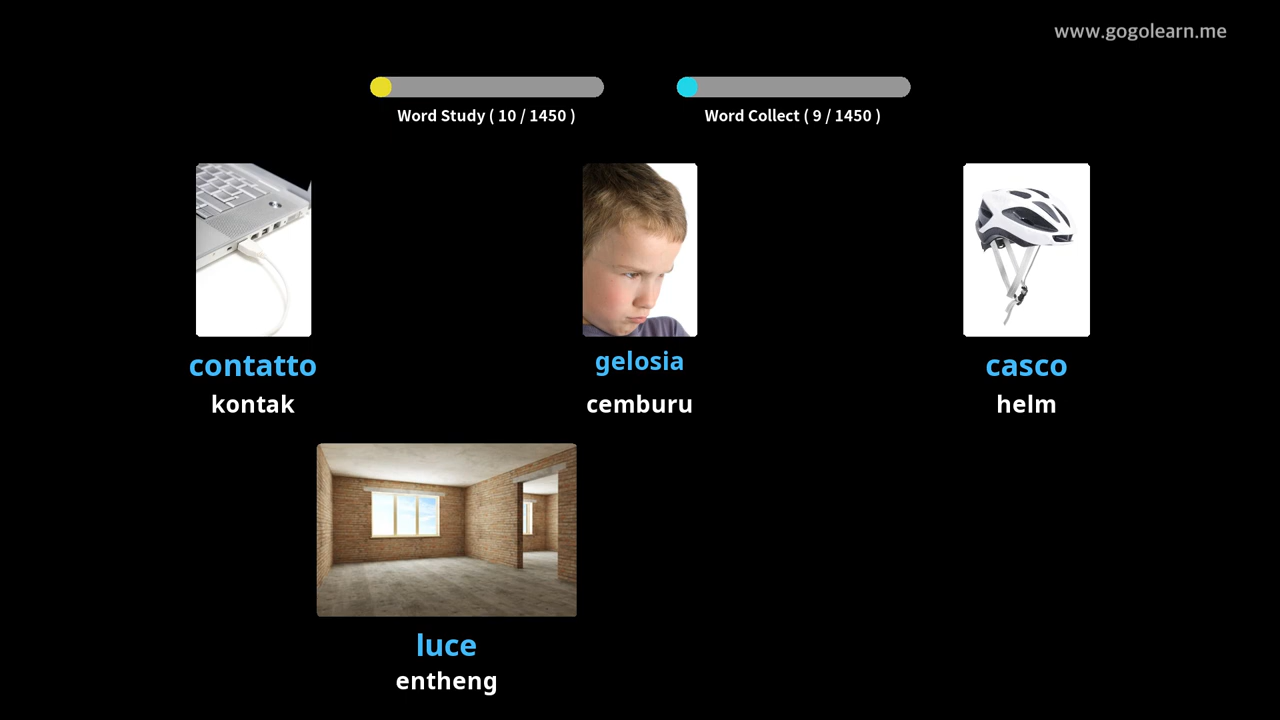 www.gogolearn.me
Word Study ( 10 / 1450 )
Word Collect ( 9 / 1450 )
contatto
kontak
gelosia
cemburu
casco
helm
luce
entheng